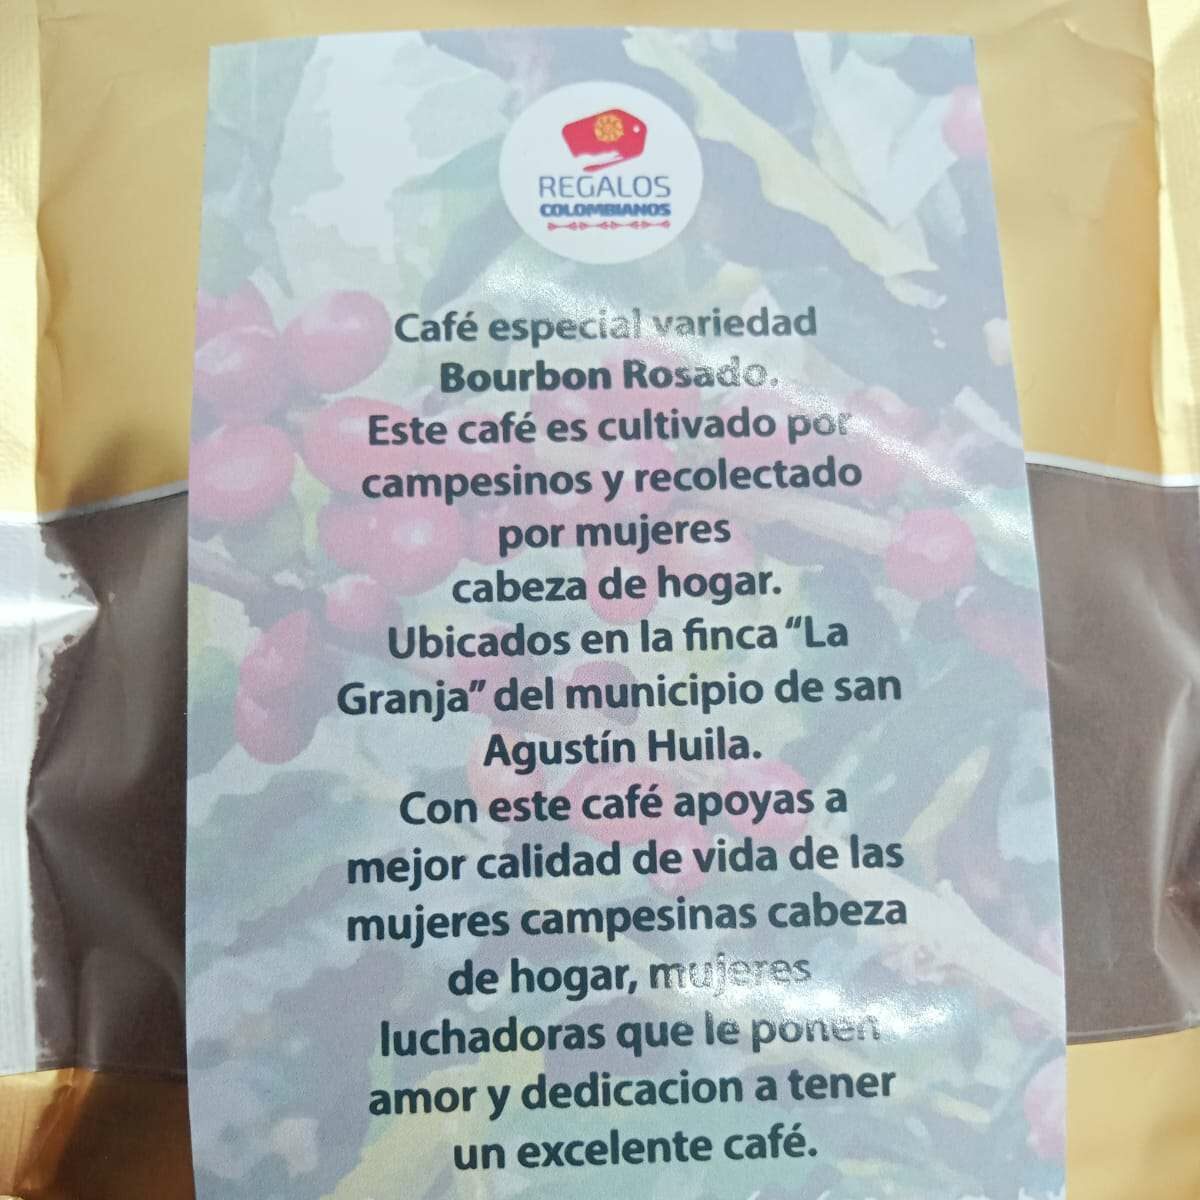 REGALOS
COLOMBIANOS
Café especial variedad
Bourbon Rosado.
Este café es cultivado por
campesinos y recolectado
por mujeres
cabeza de hogar.
Ubicados en la finca “La
Granja” del municipio de san
Agustín Huila.
Con este café apoyas a
mejor calidad de vida de las
mujeres campesinas cabeza
de hogar, mujeres
luchadoras que le ponen
amor y dedicacion a tener
un excelente café.